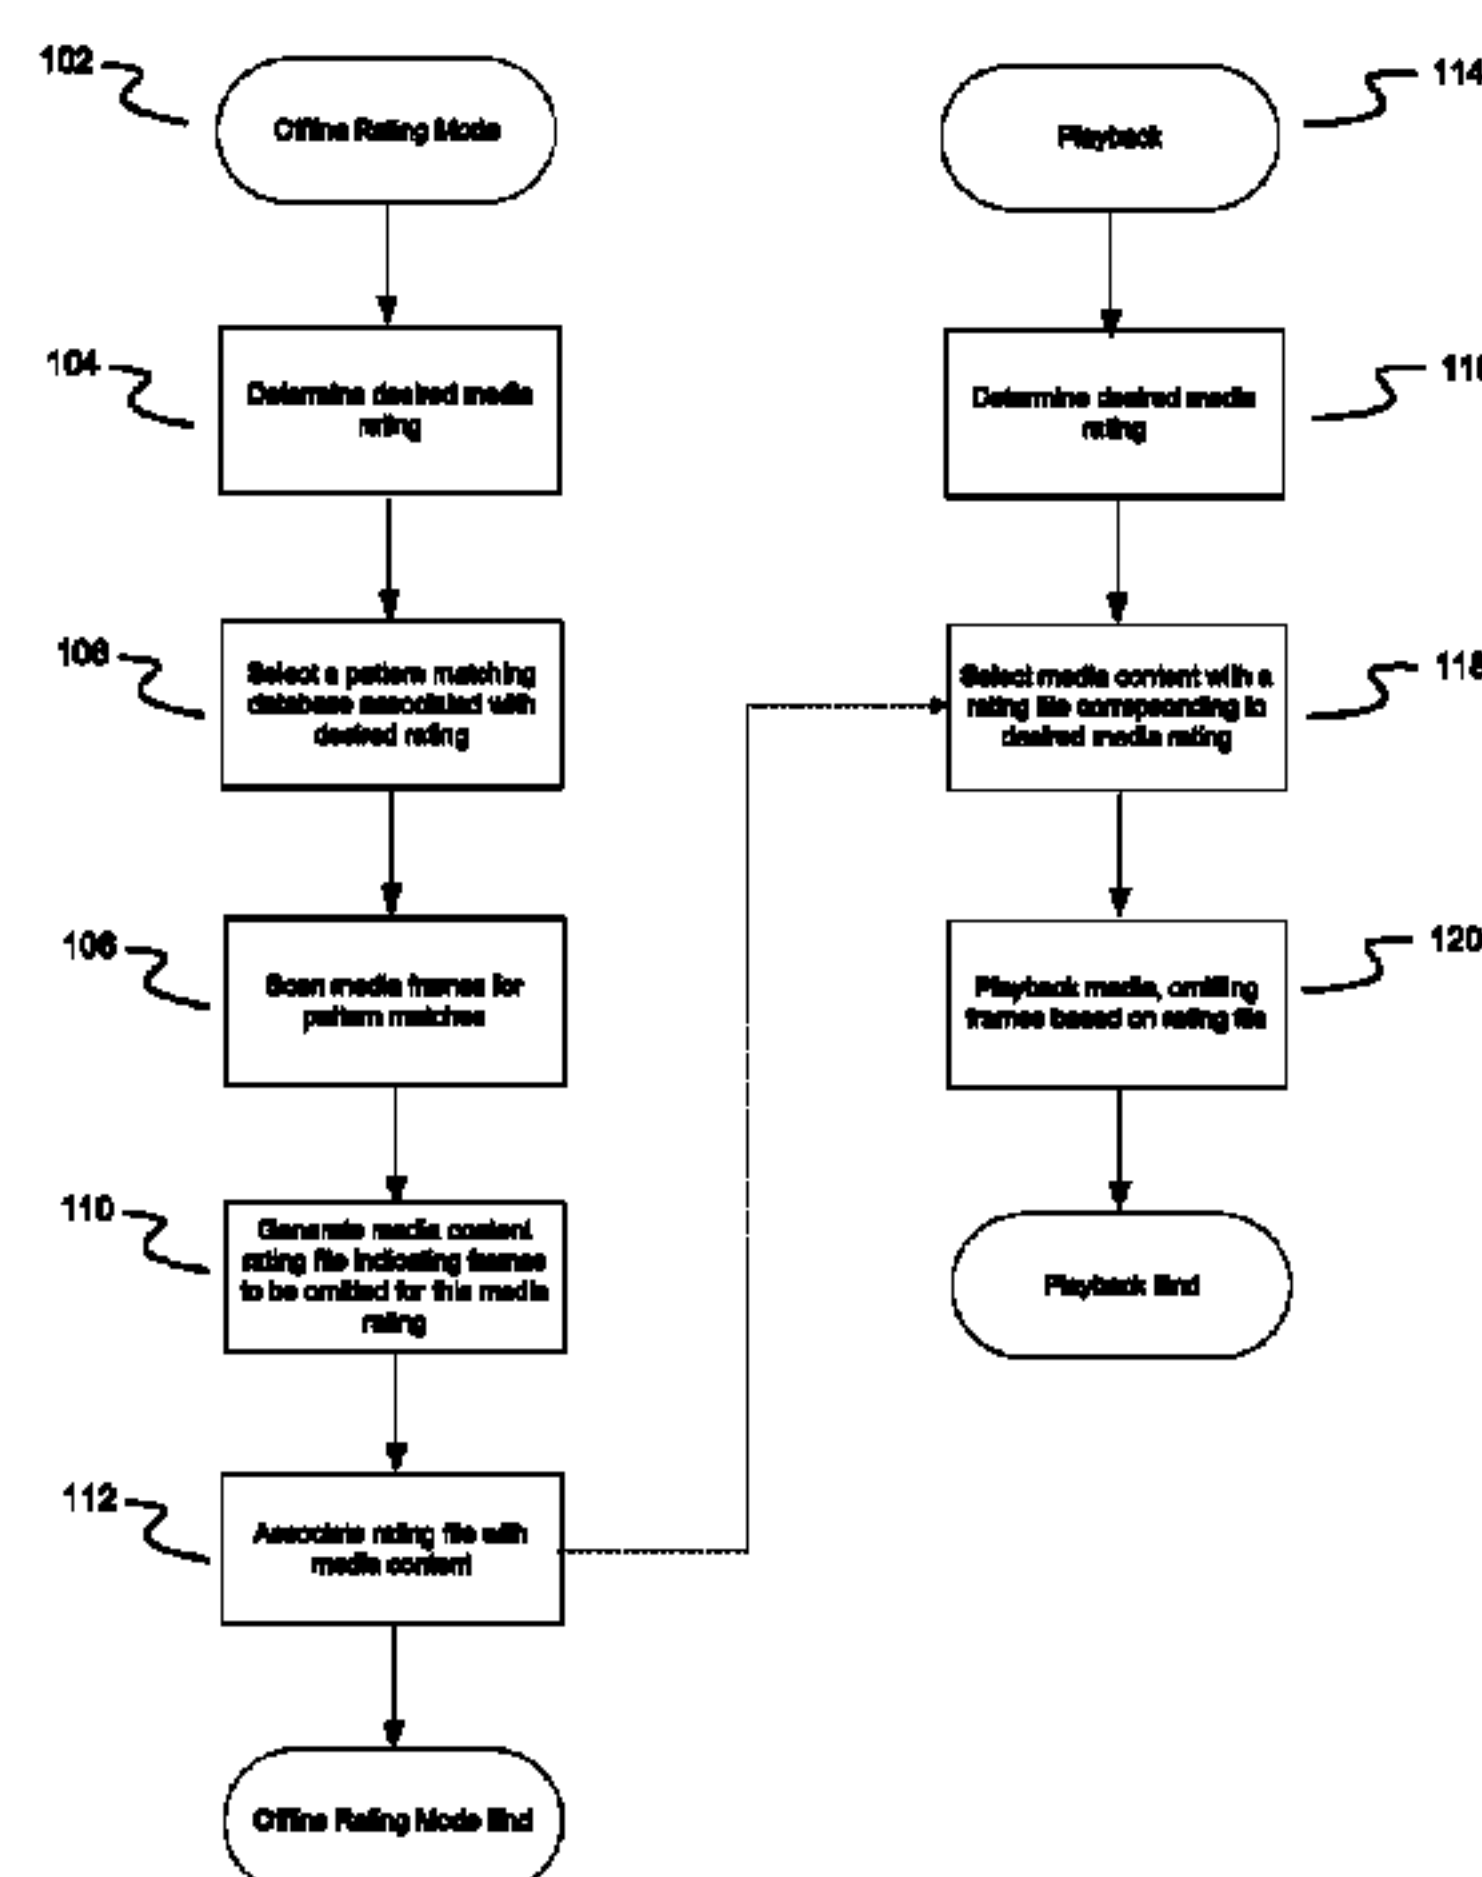 102
Offline Rating Mode
104
Determine desired media
rating
106
Select a pattern matching
database associated with
desired rating
Scan media frames for
pattern matches
110
Generate media content
rating file indicating frames
to be omitted for this media
rating
112
Associate rating file with
media content
Offline Rating Mode End
114
Playback
Determine desired media
rating
118
Select media content with a
rating file corresponding to
desired media rating
120
Playback media, omitting
frames based on rating file
Playback End